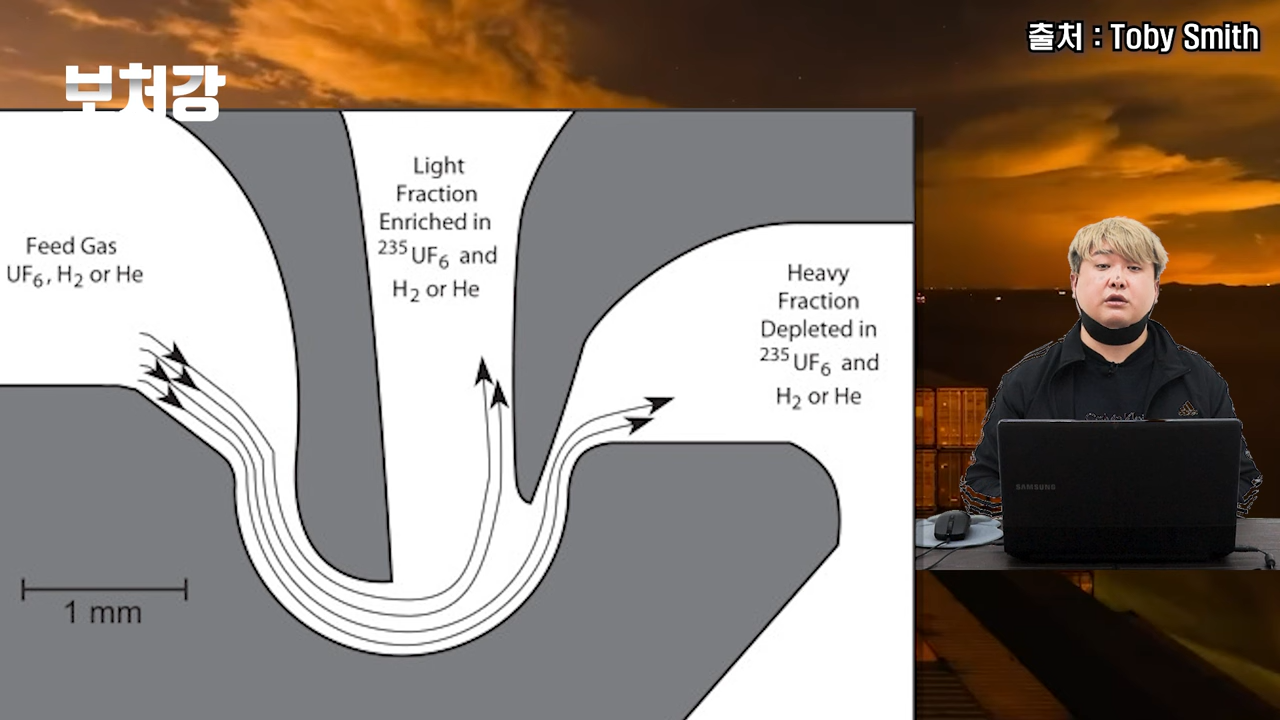 출처 : Toby Smith
보처강
Light
Fraction
Enriched in
²³⁵UF₆ and
H₂ or He
Feed Gas
UF₆, H₂ or He
Heavy
Fraction
Depleted in
²³⁵UF₆ and
H₂ or He
1 mm
SAMSUNG